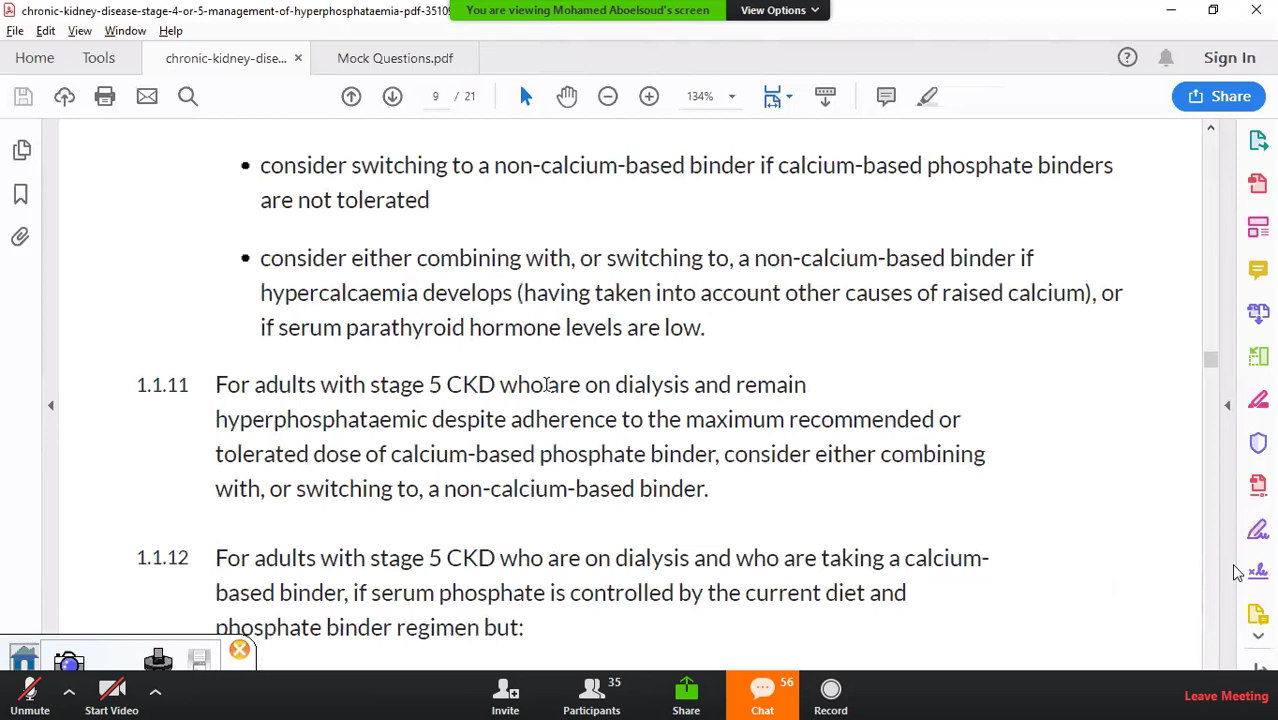 chronic-kidney-disease-stage-4-or-5-management-of-hyperphosphataemia-pdf-3510
You are viewing Mohamed Aboelsoud's screen
View Options
File Edit View Window Help
Home Tools chronic-kidney-dise... × Mock Questions.pdf Sign In
9 / 21 134% Share
• consider switching to a non-calcium-based binder if calcium-based phosphate binders
are not tolerated
• consider either combining with, or switching to, a non-calcium-based binder if
hypercalcaemia develops (having taken into account other causes of raised calcium), or
if serum parathyroid hormone levels are low.
1.1.11 For adults with stage 5 CKD who are on dialysis and remain
hyperphosphataemic despite adherence to the maximum recommended or
tolerated dose of calcium-based phosphate binder, consider either combining
with, or switching to, a non-calcium-based binder.
1.1.12 For adults with stage 5 CKD who are on dialysis and who are taking a calcium-
based binder, if serum phosphate is controlled by the current diet and
phosphate binder regimen but:
35 56
Unmute Start Video Invite Participants Share Chat Record Leave Meeting